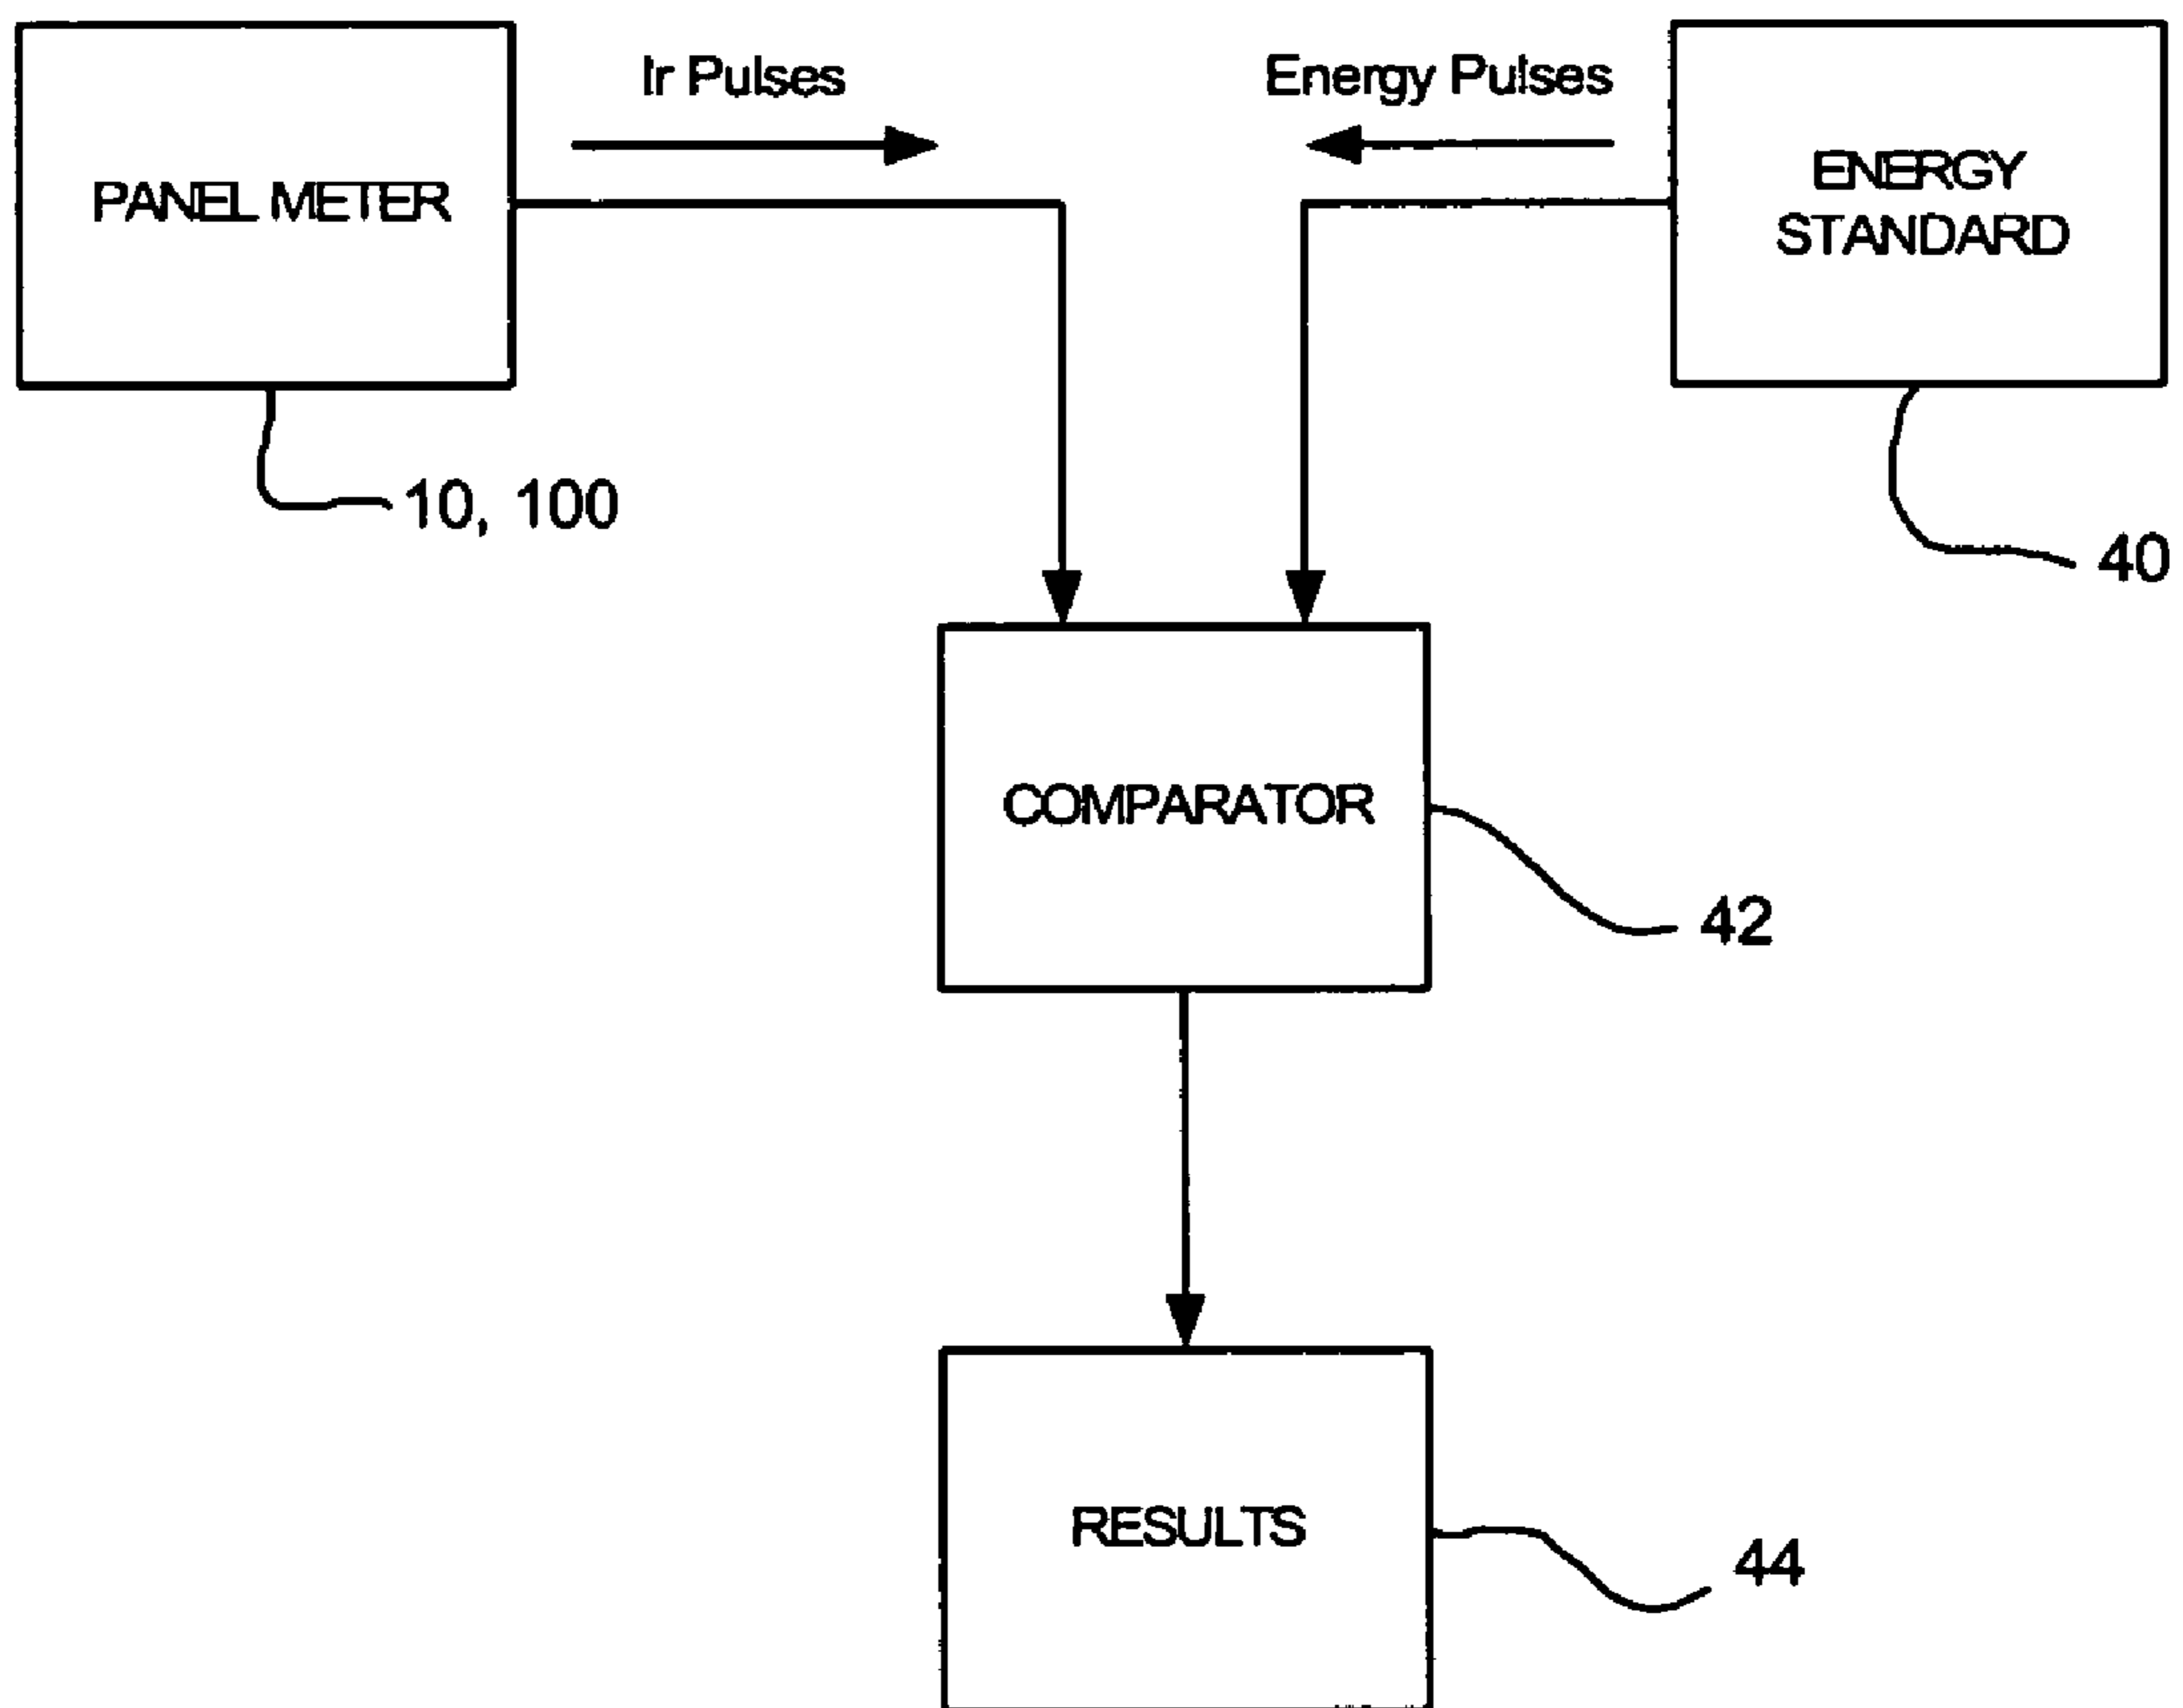 Ir Pulses
Energy Pulses
PANEL METER
ENERGY
STANDARD
10, 100
40
COMPARATOR
42
RESULTS
44